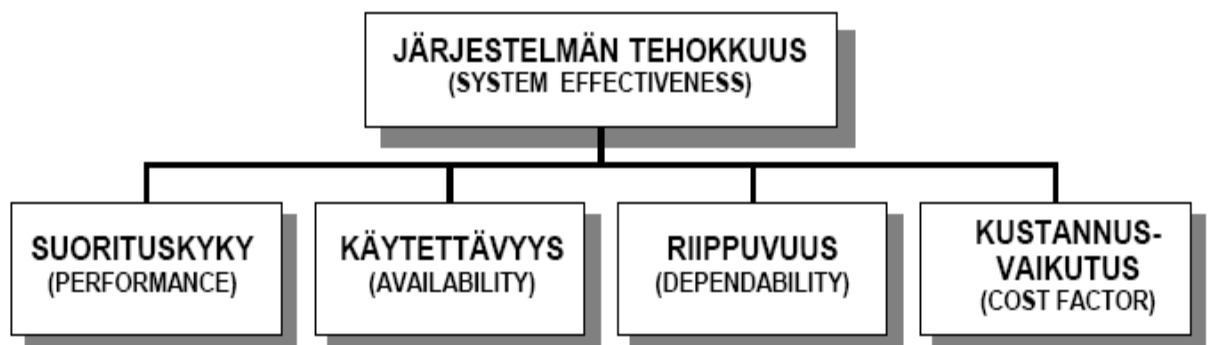 JÄRJESTELMÄN TEHOKKUUS
(SYSTEM EFFECTIVENESS)
SUORITUSKYKY
(PERFORMANCE)
KÄYTETTÄVYYS
(AVAILABILITY)
RIIPPUVUUS
(DEPENDABILITY)
KUSTANNUS-
VAIKUTUS
(COST FACTOR)